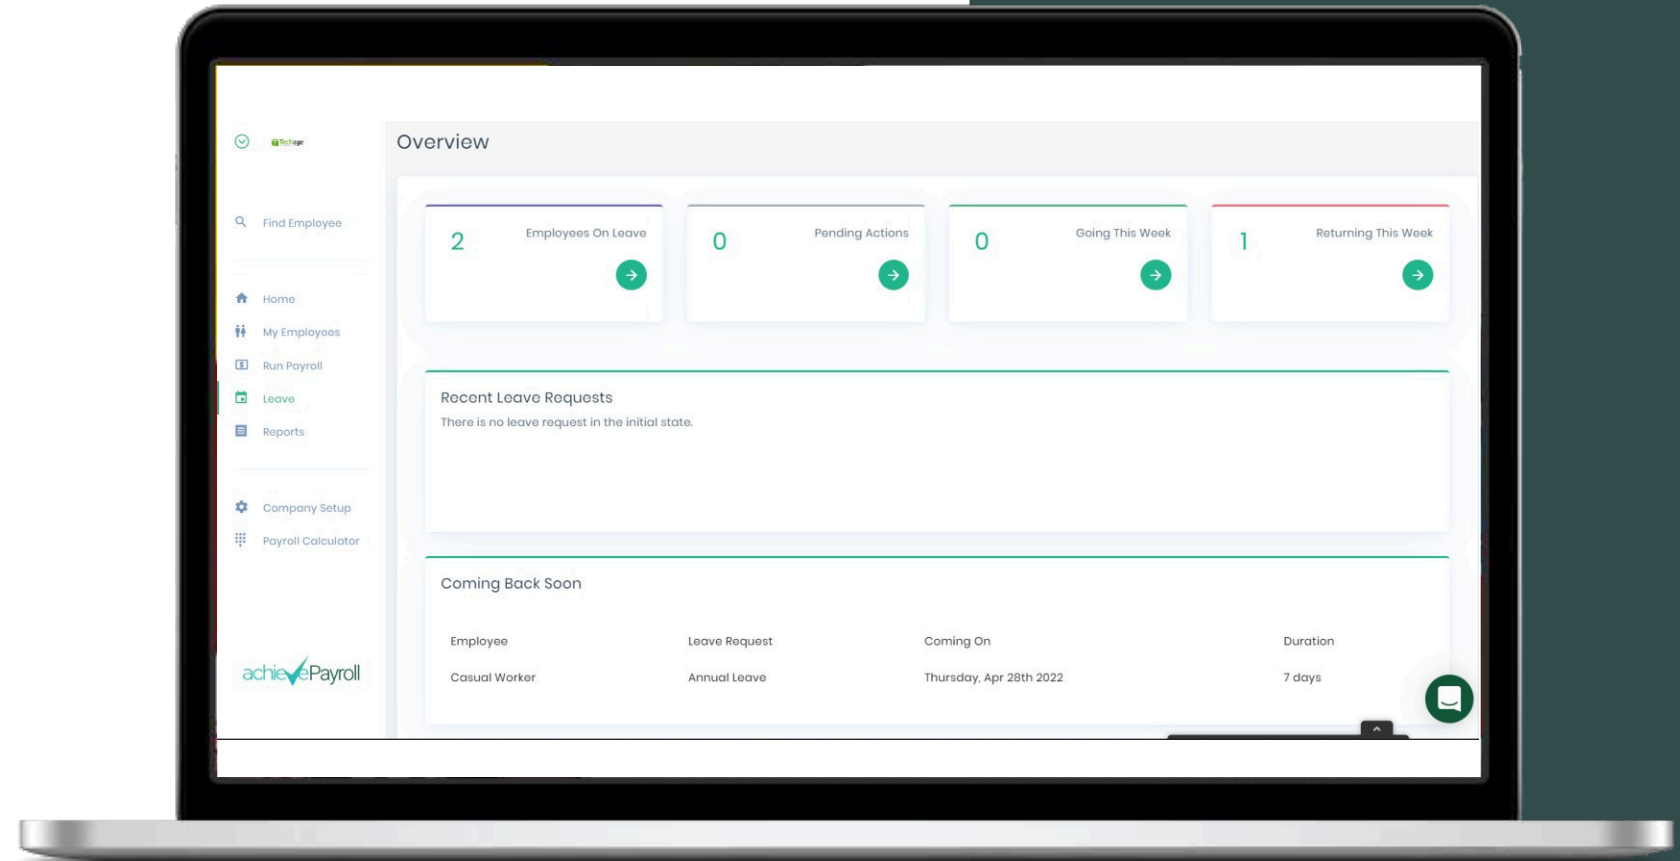 Techage
Overview
Find Employee
Home
My Employees
Run Payroll
Leave
Reports
Company Setup
Payroll Calculator
achievePayroll
2 Employees On Leave
0 Pending Actions
0 Going This Week
1 Returning This Week
Recent Leave Requests
There is no leave request in the initial state.
Coming Back Soon
Employee Leave Request Coming On Duration
Casual Worker Annual Leave Thursday, Apr 28th 2022 7 days